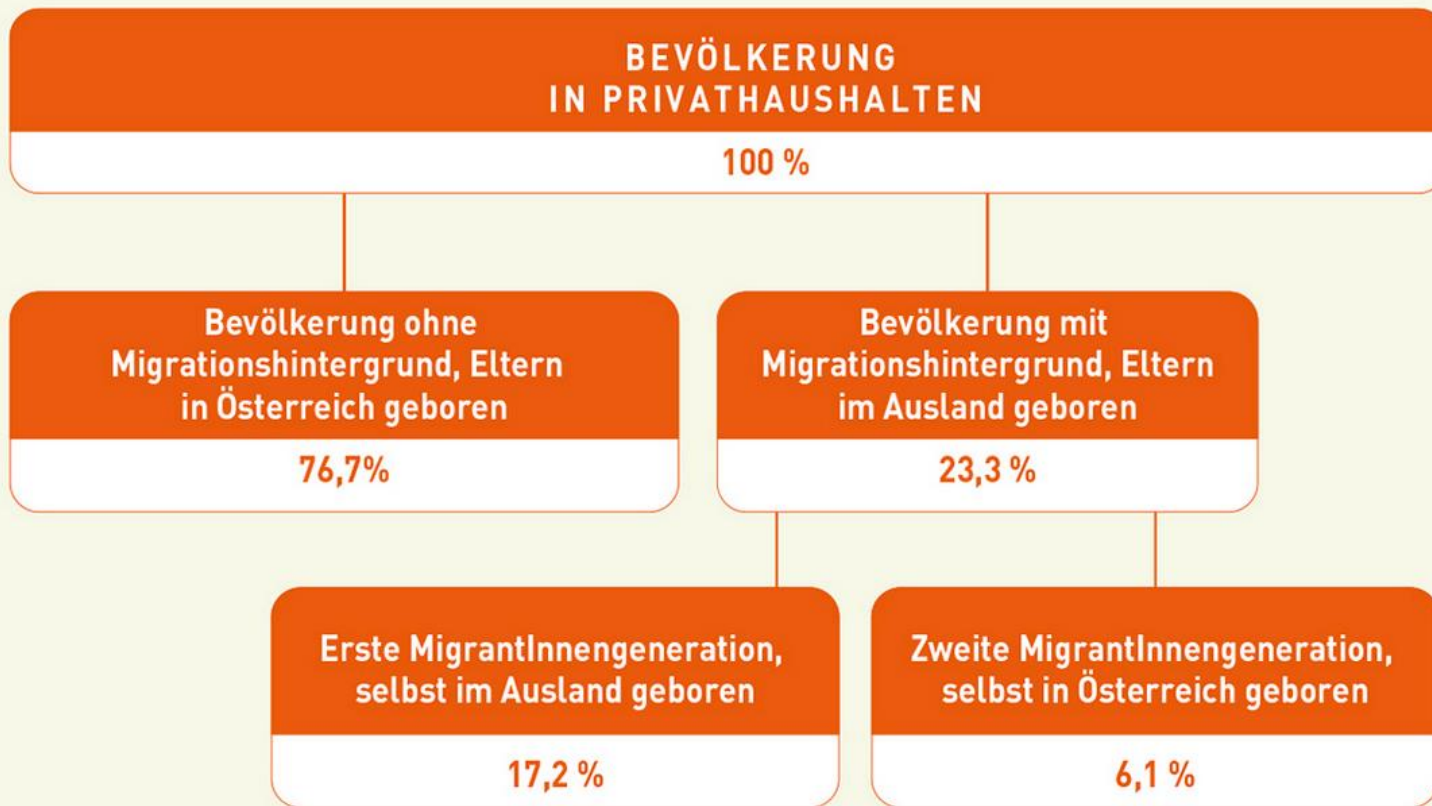 BEVÖLKERUNG
IN PRIVATHAUSHALTEN
100 %
Bevölkerung ohne
Migrationshintergrund, Eltern
in Österreich geboren
76,7%
Bevölkerung mit
Migrationshintergrund, Eltern
im Ausland geboren
23,3 %
Erste MigrantInnengeneration,
selbst im Ausland geboren
17,2 %
Zweite MigrantInnengeneration,
selbst in Österreich geboren
6,1 %